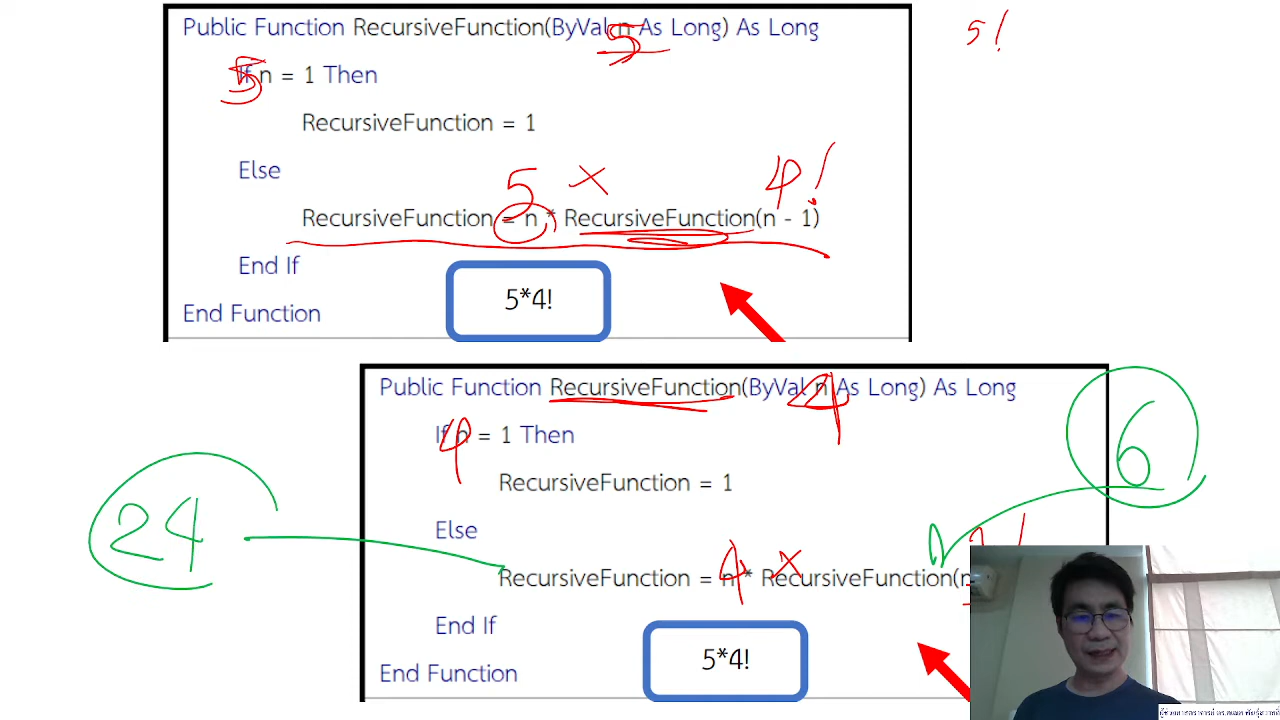 Public Function RecursiveFunction(ByVal n As Long) As Long
5
5!
If n = 1 Then
5
RecursiveFunction = 1
Else
5 × 4!
RecursiveFunction = n * RecursiveFunction(n - 1)
End If
5*4!
End Function
Public Function RecursiveFunction(ByVal n As Long) As Long
4
6
If n = 1 Then
4
RecursiveFunction = 1
24
Else
4 ×
RecursiveFunction = n * RecursiveFunction(n
End If
5*4!
End Function